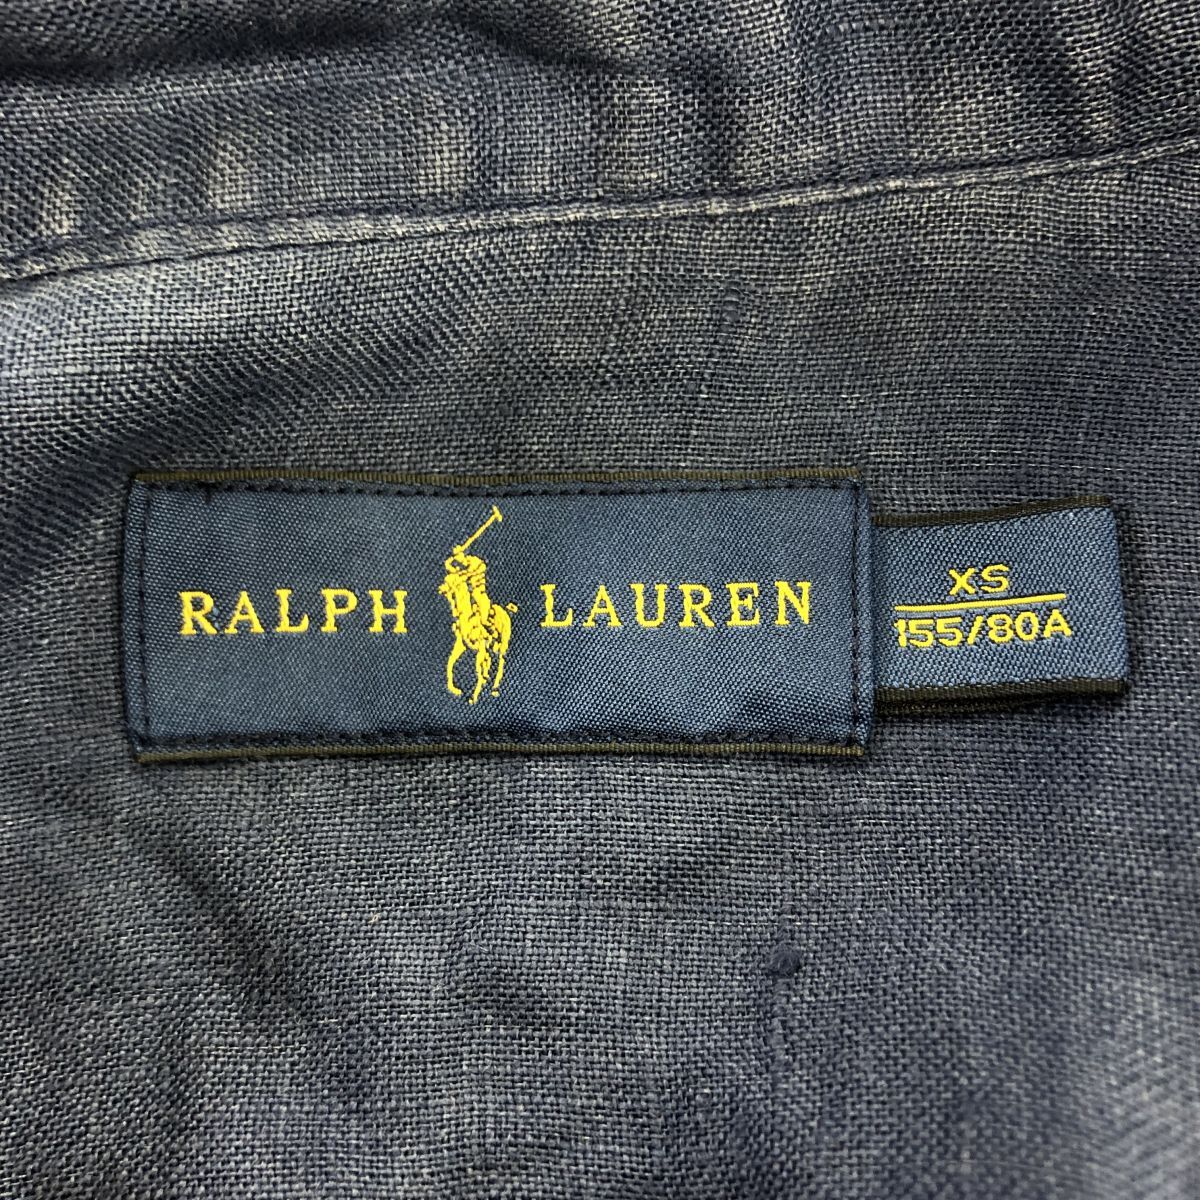 RALPH LAUREN
XS
155/80A